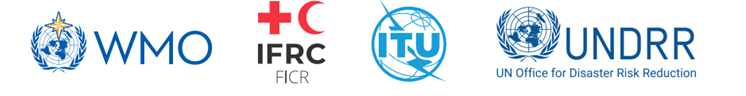 WMO
IFRC
FICR
ITU
UNDRR
UN Office for Disaster Risk Reduction